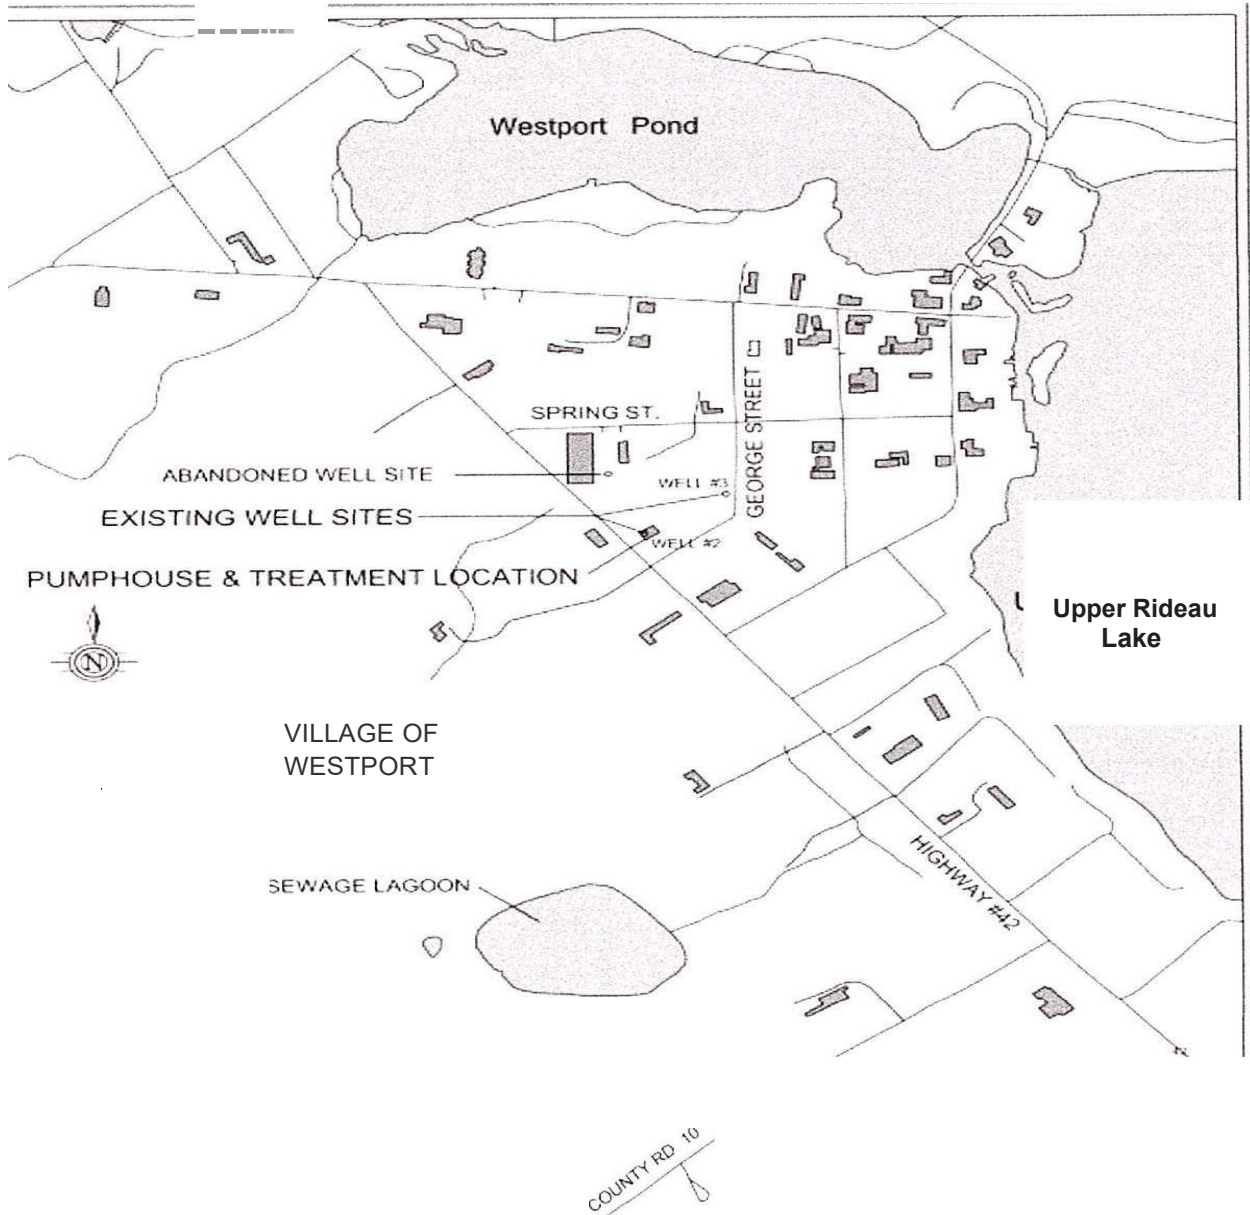 Westport Pond
SPRING ST.
GEORGE STREET
ABANDONED WELL SITE
WELL #3
EXISTING WELL SITES
WELL #2
PUMPHOUSE & TREATMENT LOCATION
Upper Rideau
Lake
N
VILLAGE OF
WESTPORT
HIGHWAY #42
SEWAGE LAGOON
COUNTY RD 10